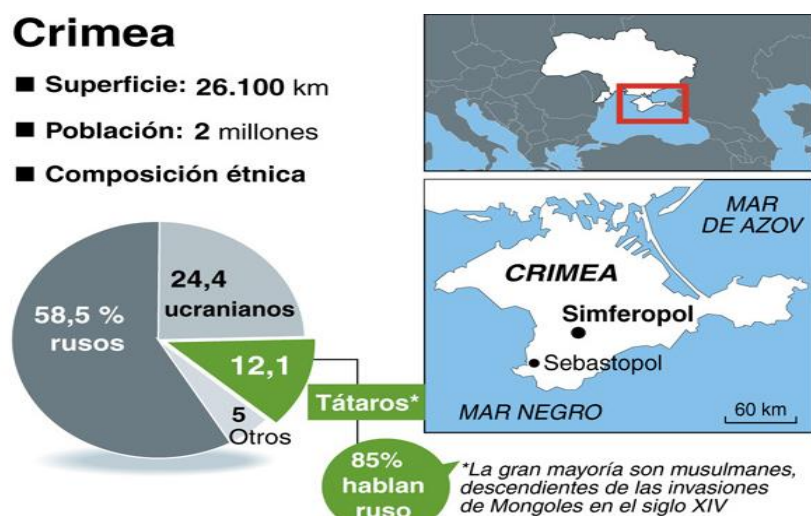 Crimea
■ Superficie: 26.100 km
■ Población: 2 millones
■ Composición étnica
58,5 %
rusos
24,4
ucranianos
12,1
5
Otros
Tátaros*
85%
hablan
ruso
*La gran mayoría son musulmanes,
descendientes de las invasiones
de Mongoles en el siglo XIV
MAR
DE AZOV
CRIMEA
Simferopol
Sebastopol
MAR NEGRO
60 km